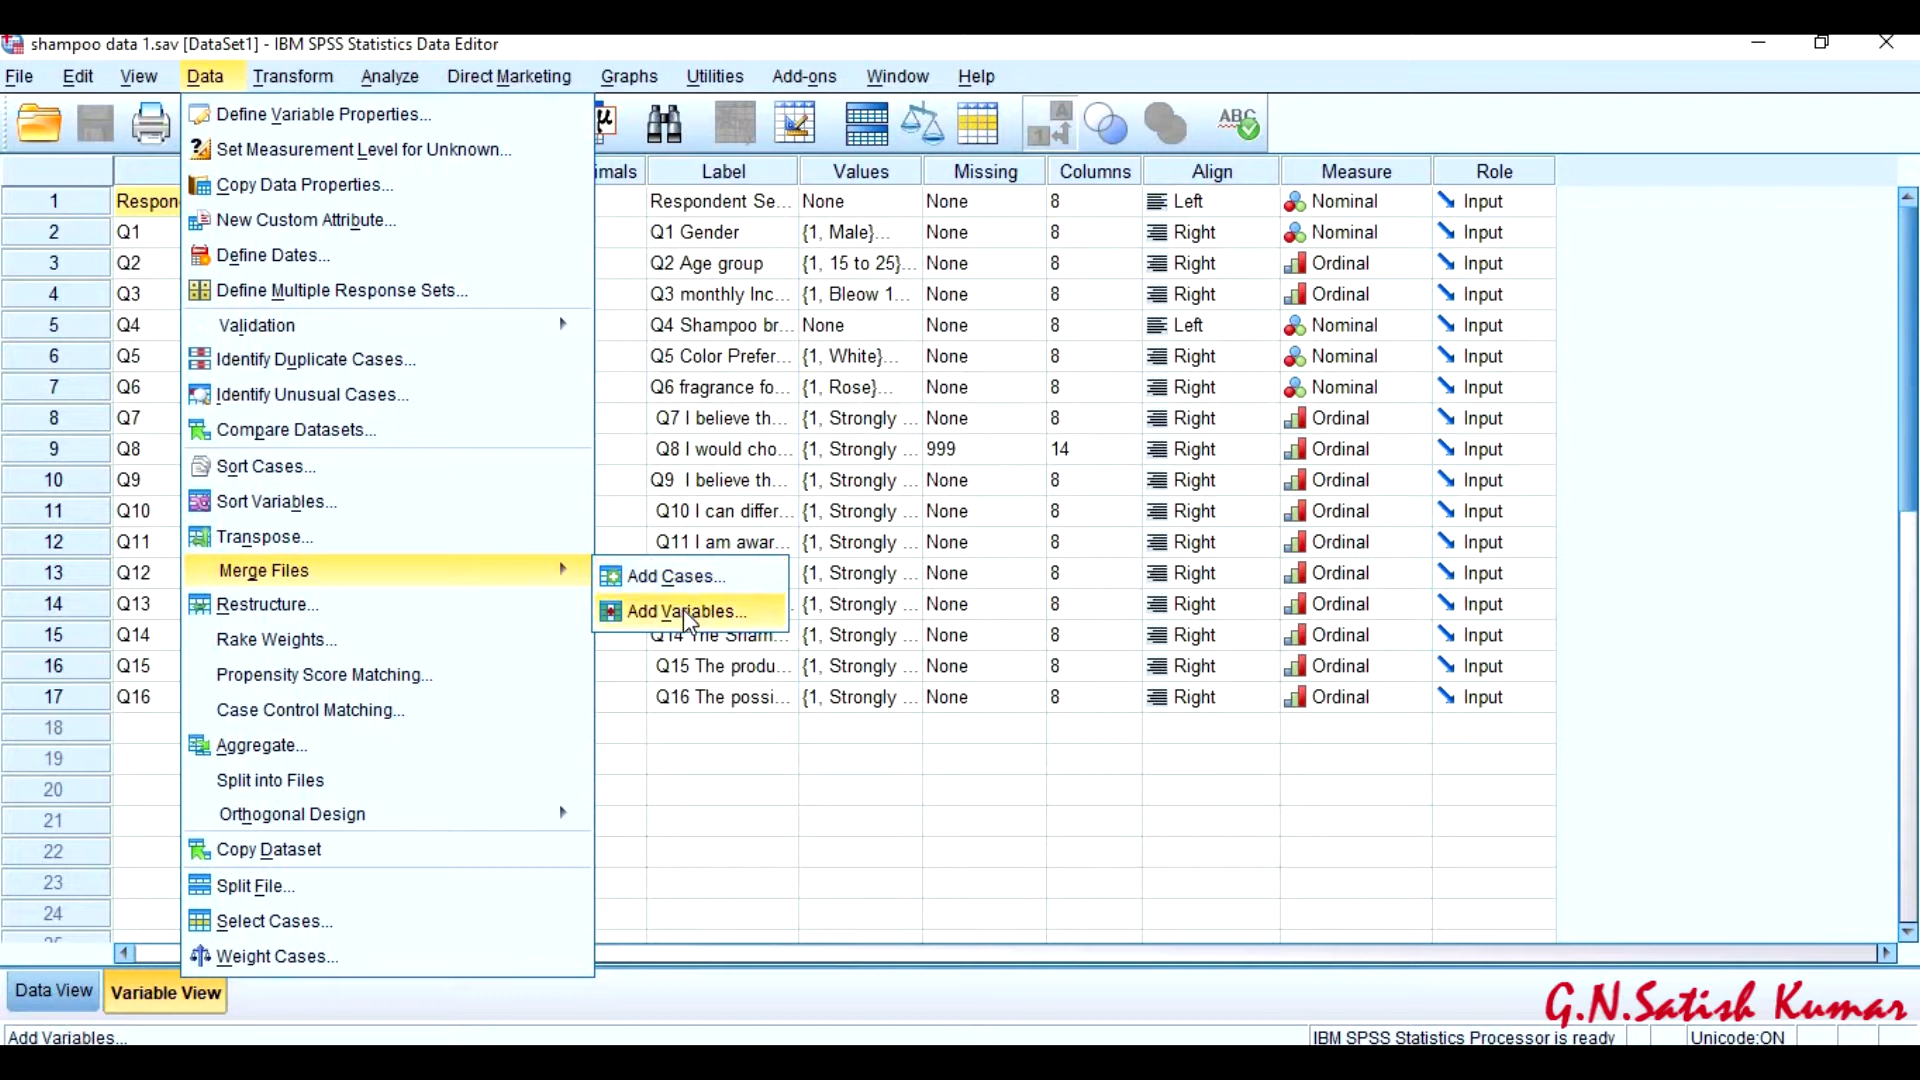 shampoo data 1.sav [DataSet1] - IBM SPSS Statistics Data Editor
File Edit View Data Transform Analyze Direct Marketing Graphs Utilities Add-ons Window Help
Define Variable Properties...
Set Measurement Level for Unknown...
Copy Data Properties...
New Custom Attribute...
Define Dates...
Define Multiple Response Sets...
Validation
Identify Duplicate Cases...
Identify Unusual Cases...
Compare Datasets...
Sort Cases...
Sort Variables...
Transpose...
Merge Files
Restructure...
Rake Weights...
Propensity Score Matching...
Case Control Matching...
Aggregate...
Split into Files
Orthogonal Design
Copy Dataset
Split File...
Select Cases...
Weight Cases...
Add Cases...
Add Variables...
ABC
imals Label Values Missing Columns Align Measure Role
1 Respon Respondent Se... None None 8 Left Nominal Input
2 Q1 Q1 Gender {1, Male}... None 8 Right Nominal Input
3 Q2 Q2 Age group {1, 15 to 25}... None 8 Right Ordinal Input
4 Q3 Q3 monthly Inc... {1, Bleow 1... None 8 Right Ordinal Input
5 Q4 Q4 Shampoo br... None None 8 Left Nominal Input
6 Q5 Q5 Color Prefer... {1, White}... None 8 Right Nominal Input
7 Q6 Q6 fragrance fo... {1, Rose}... None 8 Right Nominal Input
8 Q7 Q7 I believe th... {1, Strongly ... None 8 Right Ordinal Input
9 Q8 Q8 I would cho... {1, Strongly ... 999 14 Right Ordinal Input
10 Q9 Q9 I believe th... {1, Strongly ... None 8 Right Ordinal Input
11 Q10 Q10 I can differ... {1, Strongly ... None 8 Right Ordinal Input
12 Q11 Q11 I am awar... {1, Strongly ... None 8 Right Ordinal Input
13 Q12 {1, Strongly ... None 8 Right Ordinal Input
14 Q13 {1, Strongly ... None 8 Right Ordinal Input
15 Q14 Q14 The Sham... {1, Strongly ... None 8 Right Ordinal Input
16 Q15 Q15 The produ... {1, Strongly ... None 8 Right Ordinal Input
17 Q16 Q16 The possi... {1, Strongly ... None 8 Right Ordinal Input
18
19
20
21
22
23
24
Data View Variable View
G.N.Satish Kumar
Add Variables... IBM SPSS Statistics Processor is ready Unicode:ON